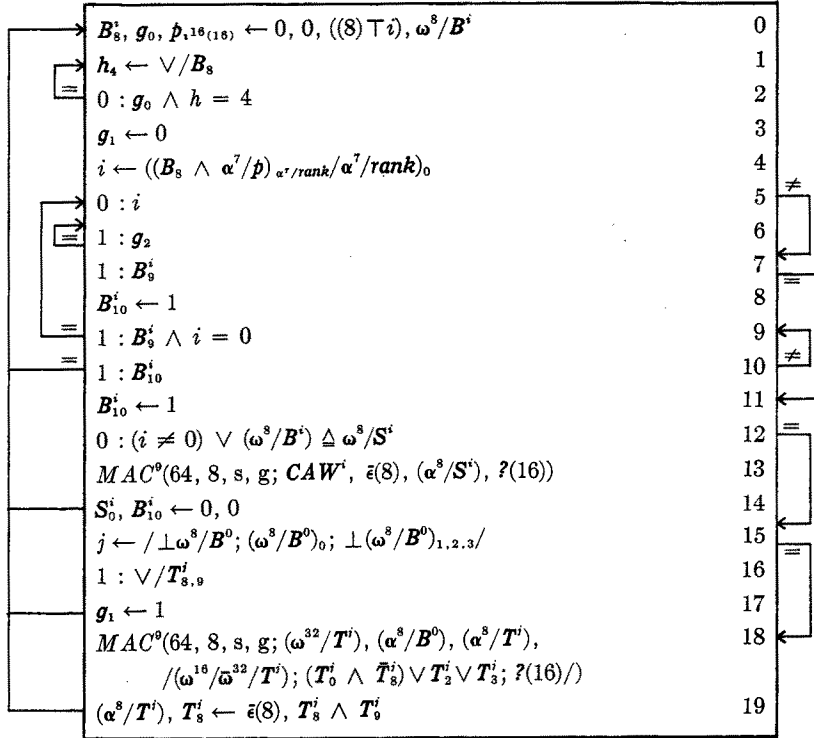 B₈ⁱ, g₀, p,₁₆₍₁₆₎ ← 0, 0, ((8) ⊤ i), ω⁸/Bⁱ 0
h₄ ← ∨/B₈ 1
0 : g₀ ∧ h = 4 2
g₁ ← 0 3
i ← ((B₈ ∧ α⁷/p)_α⁷/rank/α⁷/rank)₀ 4
0 : i 5
1 : g₂ 6
1 : B₉ⁱ 7
B₁₀ⁱ ← 1 8
1 : B₉ⁱ ∧ i = 0 9
1 : B₁₀ⁱ 10
B₁₀ⁱ ← 1 11
0 : (i ≠ 0) ∨ (ω⁸/Bⁱ) ≙ ω⁸/Sⁱ 12
MAC⁹(64, 8, s, g; CAWⁱ, ε̄(8), (α⁸/Sⁱ), ?(16)) 13
S₀ⁱ, B₁₀ⁱ ← 0, 0 14
j ← /⊥ω⁸/B⁰; (ω⁸/B⁰)₀; ⊥(ω⁸/B⁰)₁,₂,₃/ 15
1 : ∨/T₈,₉ⁱ 16
g₁ ← 1 17
MAC⁹(64, 8, s, g; (ω³²/Tⁱ), (α⁸/B⁰), (α⁸/Tⁱ), 18
/(ω¹⁶/ω̄³²/Tⁱ); (T₀ⁱ ∧ T̄₈ⁱ) ∨ T₂ⁱ ∨ T₃ⁱ; ?(16)/)
(α⁸/Tⁱ), T₈ⁱ ← ε̄(8), T₈ⁱ ∧ T₉ⁱ 19